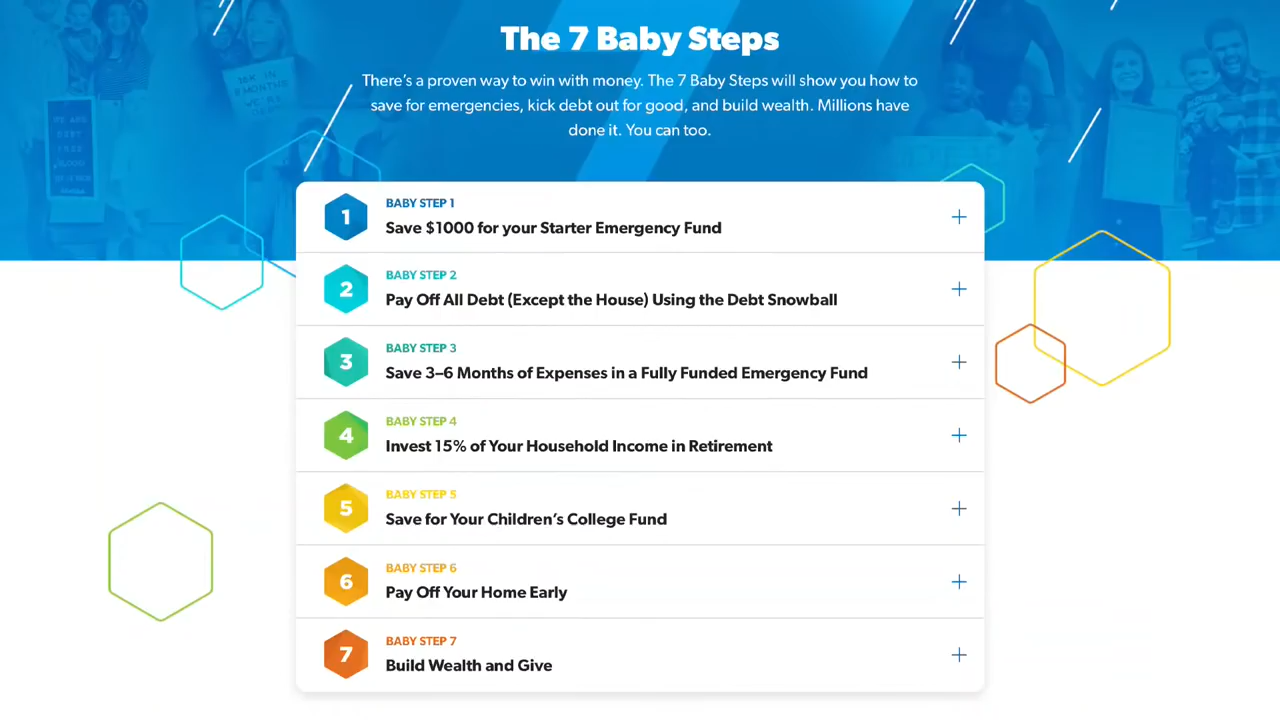 The 7 Baby Steps
There's a proven way to win with money. The 7 Baby Steps will show you how to
save for emergencies, kick debt out for good, and build wealth. Millions have
done it. You can too.
1
BABY STEP 1
Save $1000 for your Starter Emergency Fund
2
BABY STEP 2
Pay Off All Debt (Except the House) Using the Debt Snowball
3
BABY STEP 3
Save 3–6 Months of Expenses in a Fully Funded Emergency Fund
4
BABY STEP 4
Invest 15% of Your Household Income in Retirement
5
BABY STEP 5
Save for Your Children's College Fund
6
BABY STEP 6
Pay Off Your Home Early
7
BABY STEP 7
Build Wealth and Give